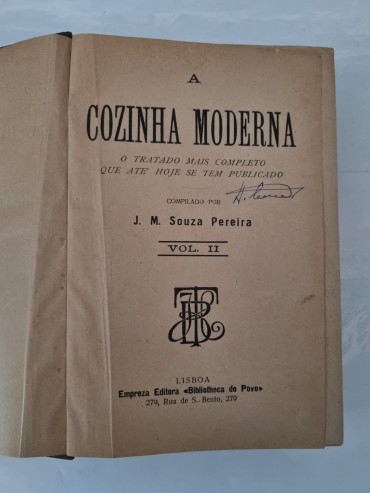 A
COZINHA MODERNA
O TRATADO MAIS COMPLETO
QUE ATE' HOJE SE TEM PUBLICADO
COMPILADO POR
J. M. Souza Pereira
VOL. II
LISBOA
Empreza Editora «Bibliotheca do Povo»
279, Rua de S. Bento, 279